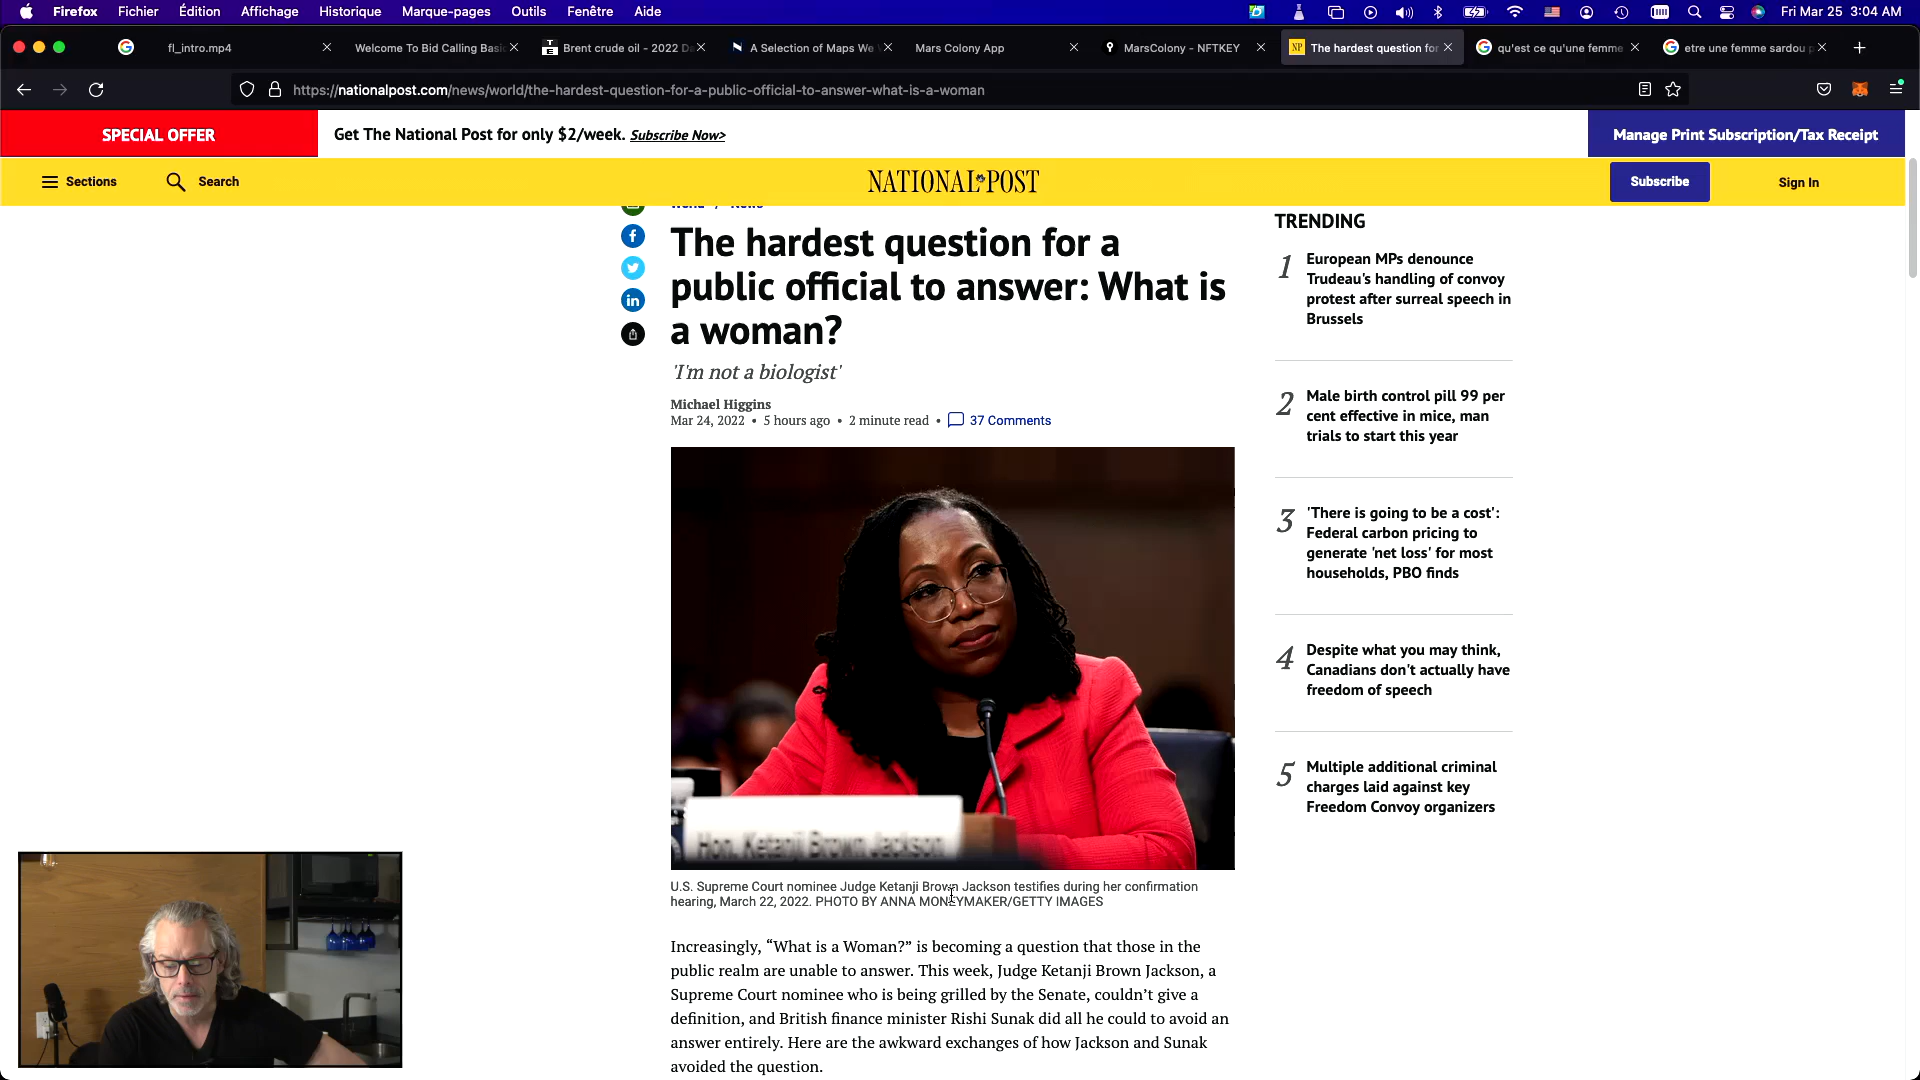 Firefox Fichier Édition Affichage Historique Marque-pages Outils Fenêtre Aide Fri Mar 25 3:04 AM
fl_intro.mp4 Welcome To Bid Calling Basi Brent crude oil - 2022 Da A Selection of Maps We Mars Colony App MarsColony - NFTKEY The hardest question for qu'est ce qu'une femme etre une femme sardou p
https://nationalpost.com/news/world/the-hardest-question-for-a-public-official-to-answer-what-is-a-woman
SPECIAL OFFER Get The National Post for only $2/week. Subscribe Now> Manage Print Subscription/Tax Receipt
Sections Search NATIONAL POST Subscribe Sign In
The hardest question for a
public official to answer: What is
a woman?
'I'm not a biologist'
Michael Higgins
Mar 24, 2022 • 5 hours ago • 2 minute read • 37 Comments
Hon. Ketanji Brown Jackson
U.S. Supreme Court nominee Judge Ketanji Brown Jackson testifies during her confirmation
hearing, March 22, 2022. PHOTO BY ANNA MONEYMAKER/GETTY IMAGES
Increasingly, “What is a Woman?” is becoming a question that those in the
public realm are unable to answer. This week, Judge Ketanji Brown Jackson, a
Supreme Court nominee who is being grilled by the Senate, couldn’t give a
definition, and British finance minister Rishi Sunak did all he could to avoid an
answer entirely. Here are the awkward exchanges of how Jackson and Sunak
avoided the question.
TRENDING
1 European MPs denounce
Trudeau's handling of convoy
protest after surreal speech in
Brussels
2 Male birth control pill 99 per
cent effective in mice, man
trials to start this year
3 'There is going to be a cost':
Federal carbon pricing to
generate 'net loss' for most
households, PBO finds
4 Despite what you may think,
Canadians don't actually have
freedom of speech
5 Multiple additional criminal
charges laid against key
Freedom Convoy organizers